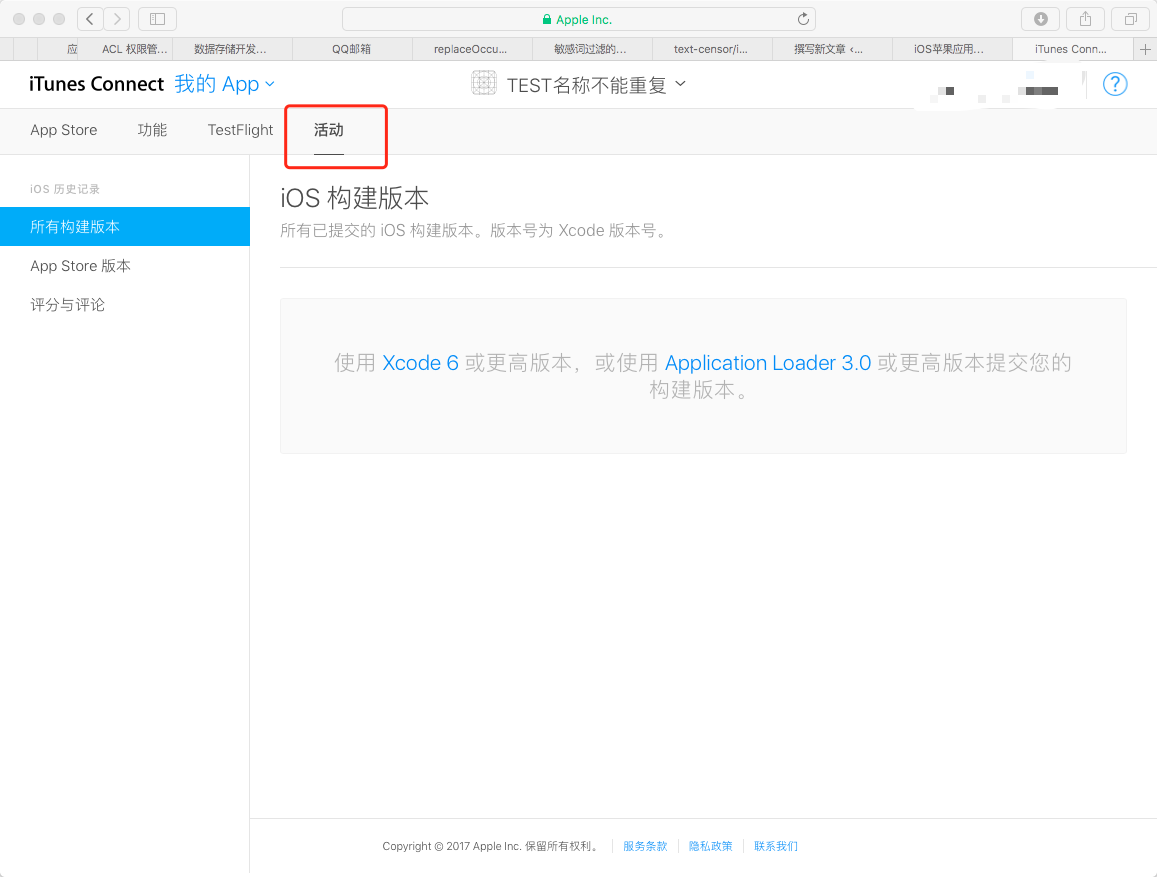 Apple Inc.
应
ACL 权限管...
数据存储开发...
QQ邮箱
replaceOccu...
敏感词过滤的...
text-censor/i...
撰写新文章 ‹...
iOS苹果应用...
iTunes Conn...
iTunes Connect 我的 App
TEST名称不能重复
?
App Store
功能
TestFlight
活动
iOS 历史记录
所有构建版本
App Store 版本
评分与评论
iOS 构建版本
所有已提交的 iOS 构建版本。版本号为 Xcode 版本号。
使用 Xcode 6 或更高版本，或使用 Application Loader 3.0 或更高版本提交您的
构建版本。
Copyright © 2017 Apple Inc. 保留所有权利。 服务条款 隐私政策 联系我们